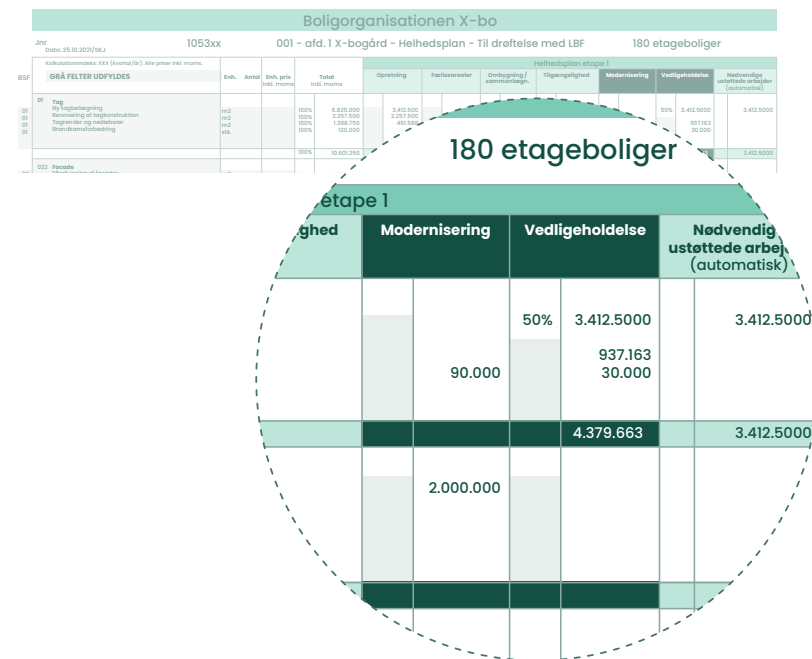 Boligorganisationen X-bo
Jnr 1053xx 001 - afd. 1 X-bogård - Helhedsplan - Til drøftelse med LBF 180 etageboliger
Dato: 25.10.2021/SKJ
Kalkulationsindeks: XXX (kvartal/år). Alle priser inkl. moms. Helhedsplan etape 1
BSF GRÅ FELTER UDFYLDES Enh. Antal Enh. pris inkl. moms Total inkl. moms Opretning Fællesarealer Ombygning / sammenlægn. Tilgængelighed Modernisering Vedligeholdelse Nødvendige ustøttede arbejder (automatisk)
01 Tag
01 Ny tagbelægning m2 100% 6.825.000 3.412.500 50% 3.412.5000 3.412.5000
01 Renovering af tagkonstruktion m2 100% 2.257.500 2.257.500
01 Tagrender og nedløbsrør m2 100% 1.398.750 461.588 937.163
01 Brandkamsforbedring stk. 100% 120.000 30.000
100% 10.601.250 3.412.5000
022 Facade
180 etageboliger
etape 1
ghed Modernisering Vedligeholdelse Nødvendig
ustøttede arbej
(automatisk)
50% 3.412.5000 3.412.5000
937.163
90.000 30.000
4.379.663 3.412.5000
2.000.000